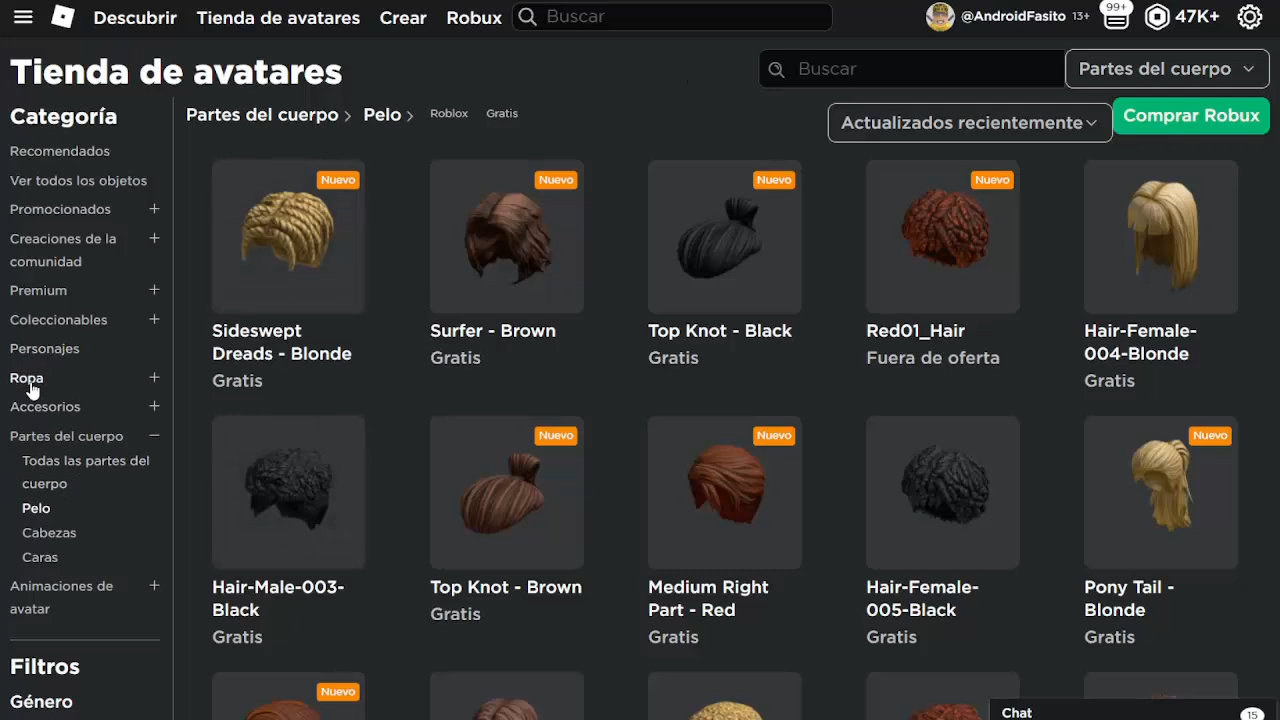 Descubrir Tienda de avatares Crear Robux Buscar @AndroidFasito 13+ 99+ 47K+
Tienda de avatares Buscar Partes del cuerpo
Categoría
Recomendados
Ver todos los objetos
Promocionados +
Creaciones de la +
comunidad
Premium +
Coleccionables +
Personajes
Ropa +
Accesorios +
Partes del cuerpo −
Todas las partes del
cuerpo
Pelo
Cabezas
Caras
Animaciones de +
avatar
Filtros
Género
Partes del cuerpo > Pelo > Roblox Gratis
Actualizados recientemente
Comprar Robux
Nuevo
Sideswept
Dreads - Blonde
Gratis
Nuevo
Surfer - Brown
Gratis
Nuevo
Top Knot - Black
Gratis
Nuevo
Red01_Hair
Fuera de oferta
Hair-Female-
004-Blonde
Gratis
Hair-Male-003-
Black
Gratis
Nuevo
Top Knot - Brown
Gratis
Nuevo
Medium Right
Part - Red
Gratis
Hair-Female-
005-Black
Gratis
Nuevo
Pony Tail -
Blonde
Gratis
Nuevo
Chat 15